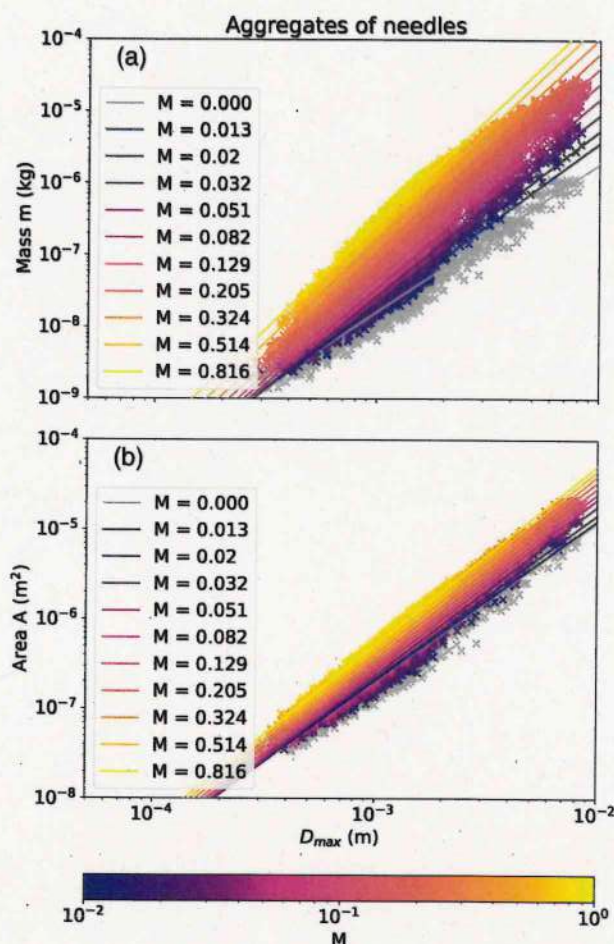 Aggregates of needles
(a)
10⁻⁴
10⁻⁵
10⁻⁶
10⁻⁷
10⁻⁸
10⁻⁹
Mass m (kg)
M = 0.000
M = 0.013
M = 0.02
M = 0.032
M = 0.051
M = 0.082
M = 0.129
M = 0.205
M = 0.324
M = 0.514
M = 0.816
(b)
10⁻⁴
10⁻⁵
10⁻⁶
10⁻⁷
10⁻⁸
Area A (m²)
M = 0.000
M = 0.013
M = 0.02
M = 0.032
M = 0.051
M = 0.082
M = 0.129
M = 0.205
M = 0.324
M = 0.514
M = 0.816
10⁻⁴ 10⁻³ 10⁻²
Dmax (m)
10⁻² 10⁻¹ 10⁰
M